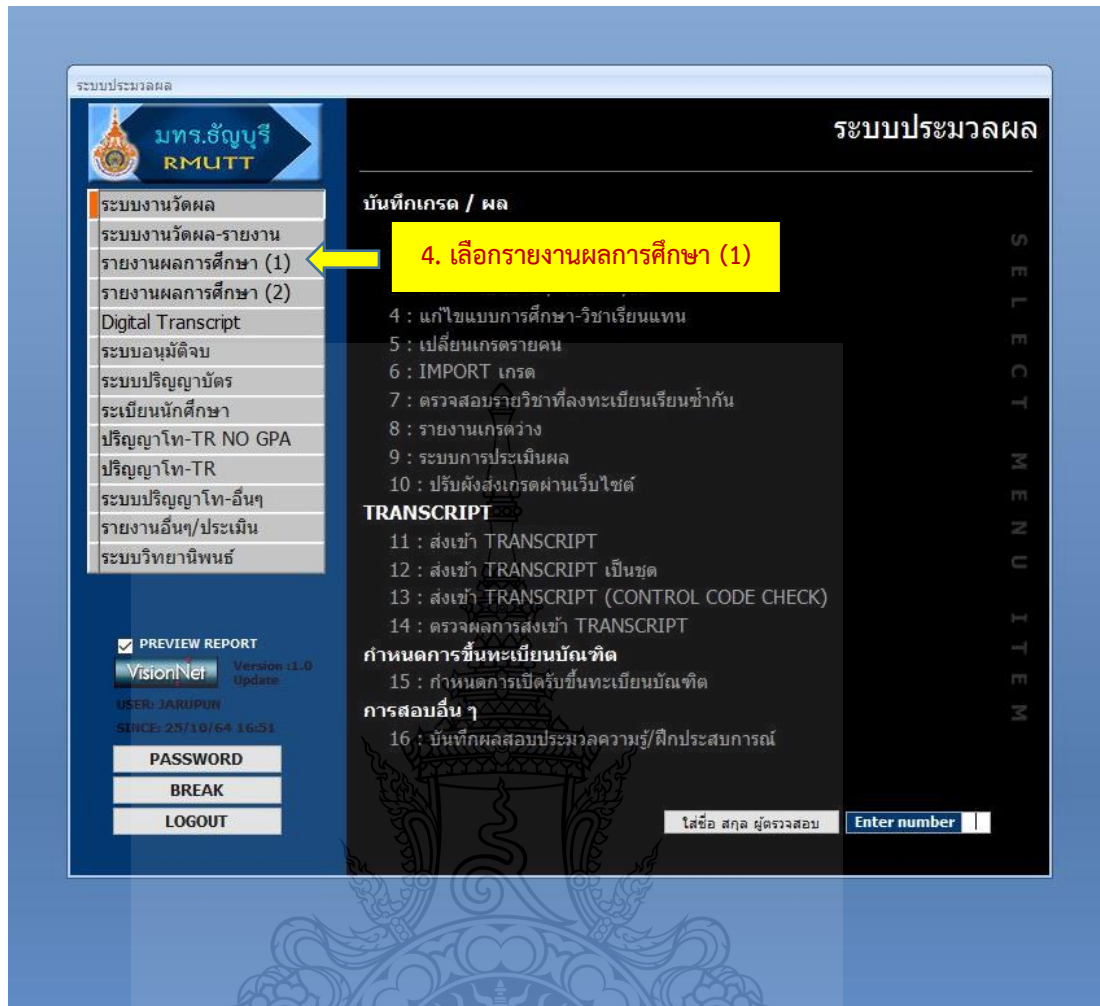 ระบบประมวลผล
มทร.ธัญบุรี
RMUTT
ระบบประมวลผล
ระบบงานวัดผล
ระบบงานวัดผล-รายงาน
รายงานผลการศึกษา (1)
รายงานผลการศึกษา (2)
Digital Transcript
ระบบอนุมัติจบ
ระบบปริญญาบัตร
ระเบียนนักศึกษา
ปริญญาโท-TR NO GPA
ปริญญาโท-TR
ระบบปริญญาโท-อื่นๆ
รายงานอื่นๆ/ประเมิน
ระบบวิทยานิพนธ์
PREVIEW REPORT
VisionNet
Version :1.0
Update
USER: JARUPUN
SINCE: 25/10/64 16:51
PASSWORD
BREAK
LOGOUT
บันทึกเกรด / ผล
4. เลือกรายงานผลการศึกษา (1)
4 : แก้ไขแบบการศึกษา-วิชาเรียนแทน
5 : เปลี่ยนเกรดรายคน
6 : IMPORT เกรด
7 : ตรวจสอบรายวิชาที่ลงทะเบียนเรียนซ้ำกัน
8 : รายงานเกรดว่าง
9 : ระบบการประเมินผล
10 : ปรับผังส่งเกรดผ่านเว็บไซต์
TRANSCRIPT
11 : ส่งเข้า TRANSCRIPT
12 : ส่งเข้า TRANSCRIPT เป็นชุด
13 : ส่งเข้า TRANSCRIPT (CONTROL CODE CHECK)
14 : ตรวจผลการส่งเข้า TRANSCRIPT
กำหนดการขึ้นทะเบียนบัณฑิต
15 : กำหนดการเปิดรับขึ้นทะเบียนบัณฑิต
การสอบอื่น ๆ
16 : บันทึกผลสอบประมวลความรู้/ฝึกประสบการณ์
ใส่ชื่อ สกุล ผู้ตรวจสอบ
Enter number
SELECT MENU ITEM